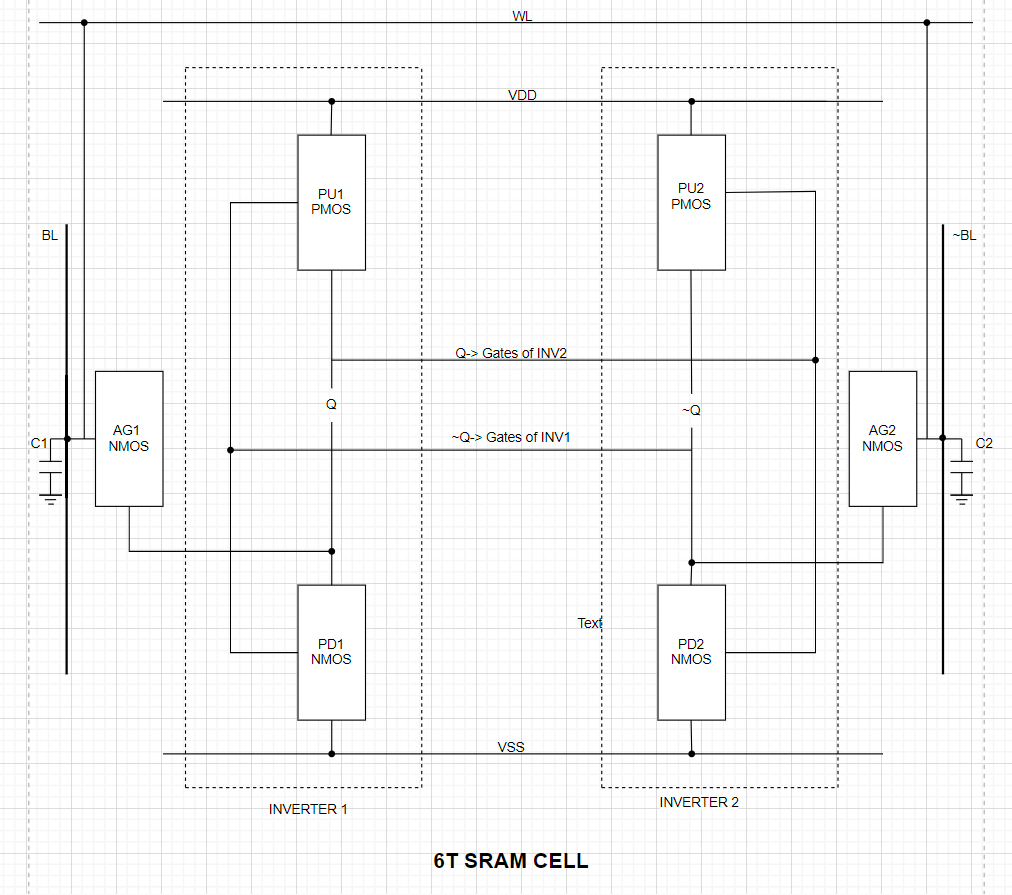 WL
VDD
PU1
PMOS
PU2
PMOS
BL
~BL
Q-> Gates of INV2
Q
~Q
~Q-> Gates of INV1
AG1
NMOS
AG2
NMOS
C1
C2
Text
PD1
NMOS
PD2
NMOS
VSS
INVERTER 1
INVERTER 2
6T SRAM CELL